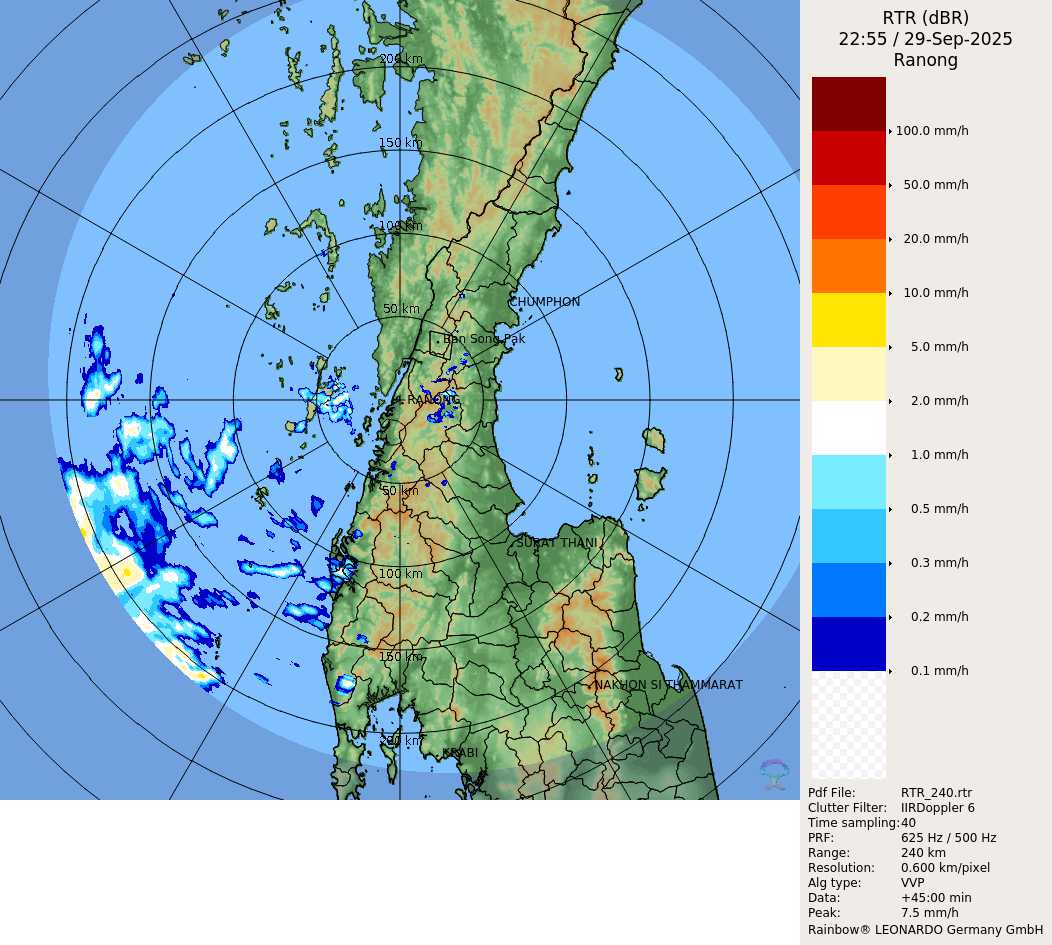 RTR (dBR)
22:55 / 29-Sep-2025
Ranong
200 km
150 km
100 km
50 km
CHUMPHON
Ban Song Pak
RANONG
50 km
SURAT THANI
100 km
150 km
NAKHON SI THAMMARAT
200 km
KRABI
100.0 mm/h
50.0 mm/h
20.0 mm/h
10.0 mm/h
5.0 mm/h
2.0 mm/h
1.0 mm/h
0.5 mm/h
0.3 mm/h
0.2 mm/h
0.1 mm/h
Pdf File: RTR_240.rtr
Clutter Filter: IIRDoppler 6
Time sampling: 40
PRF: 625 Hz / 500 Hz
Range: 240 km
Resolution: 0.600 km/pixel
Alg type: VVP
Data: +45:00 min
Peak: 7.5 mm/h
Rainbow® LEONARDO Germany GmbH